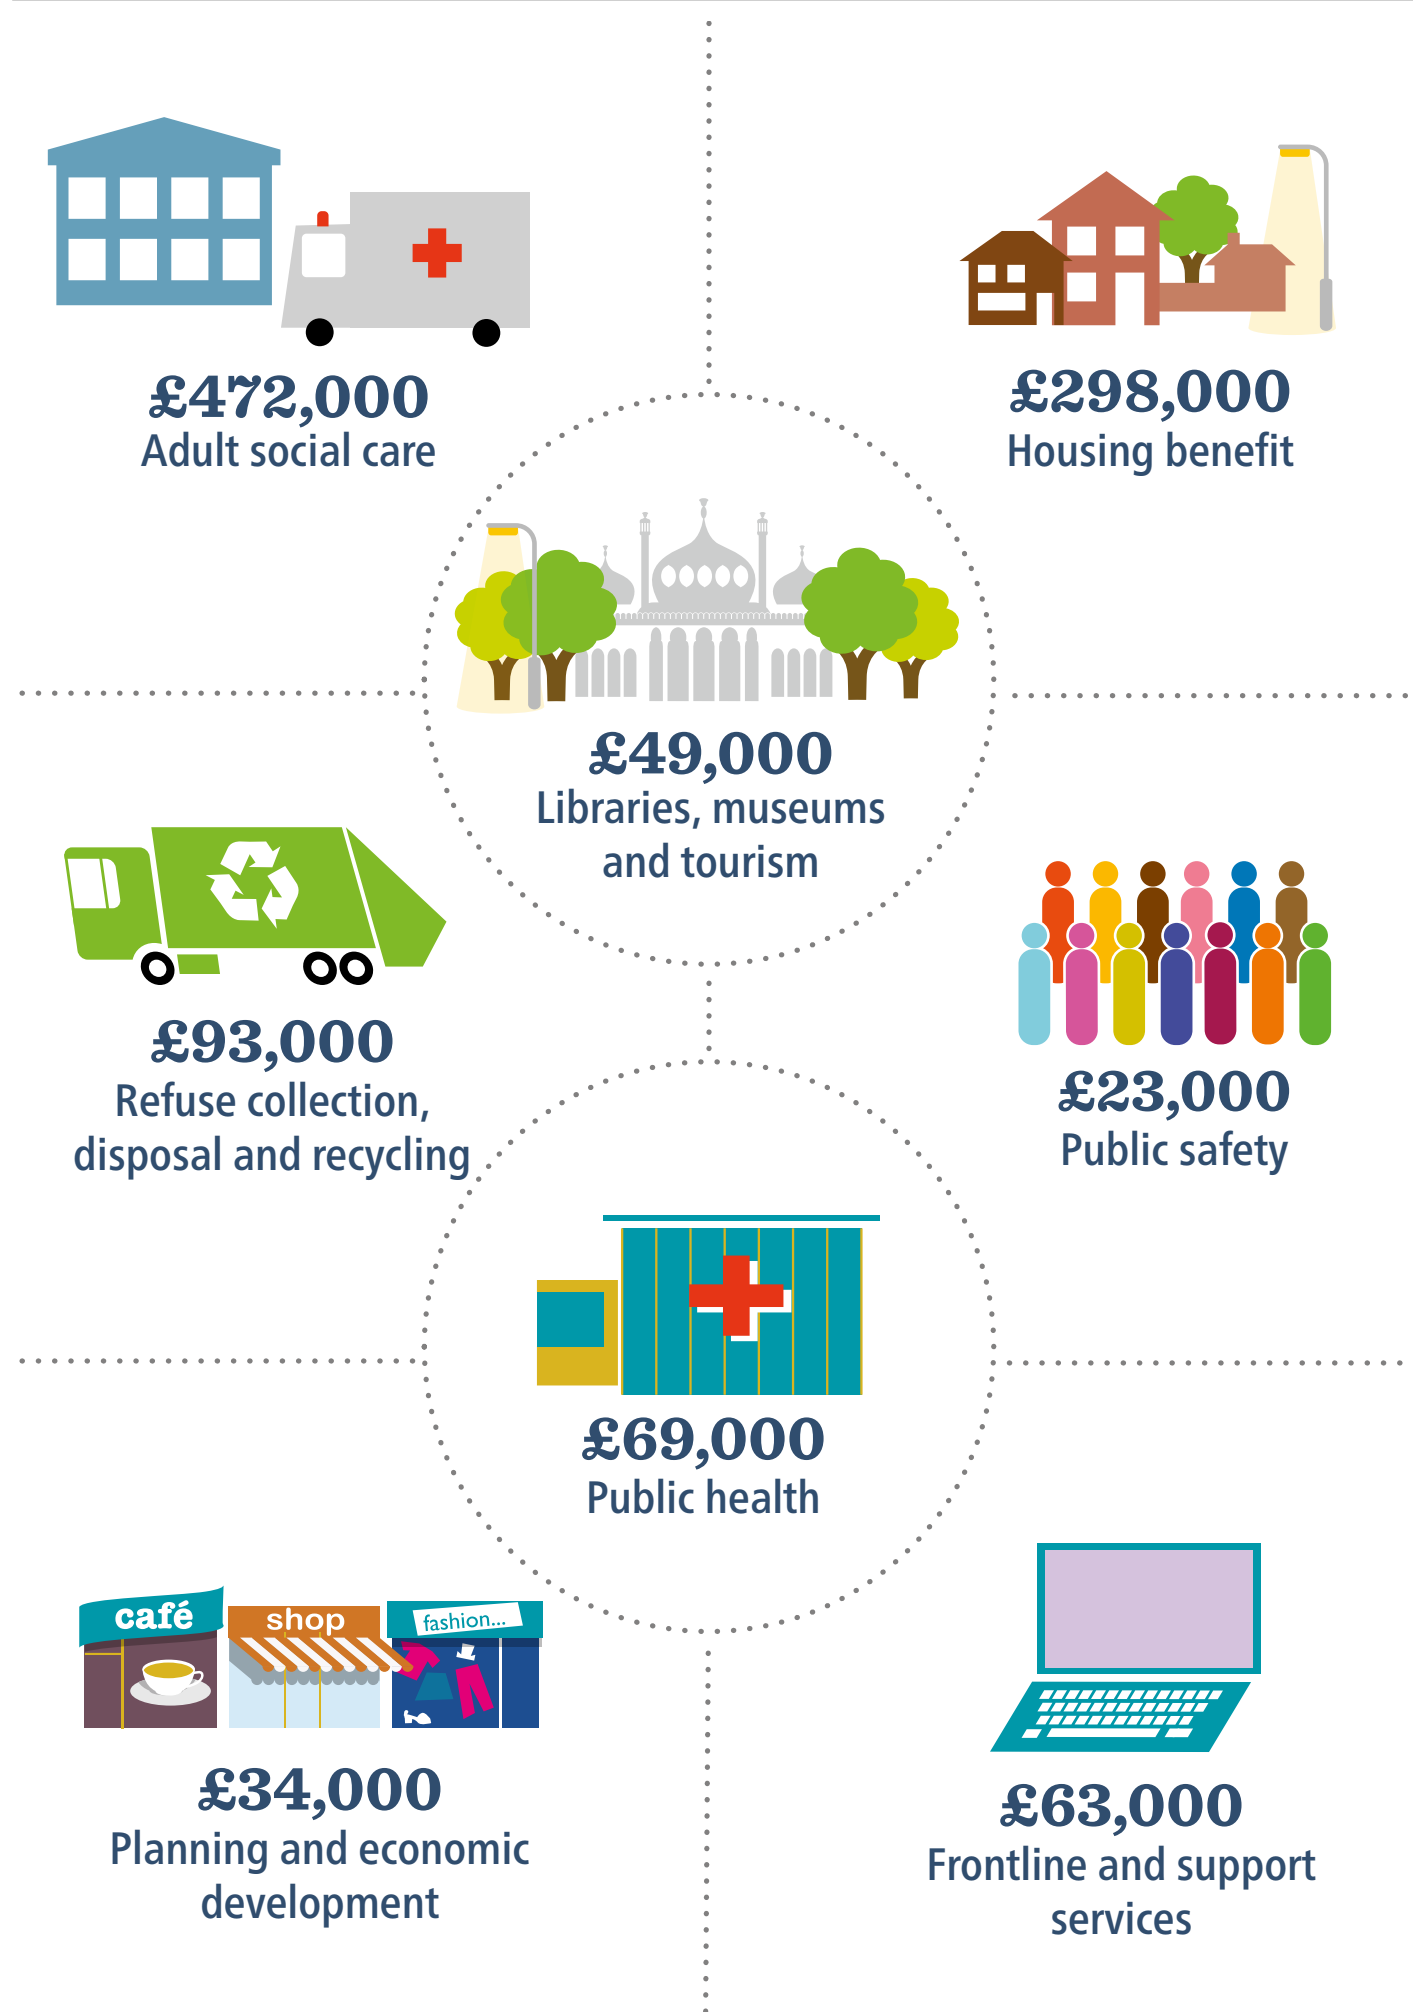 £472,000
Adult social care
£298,000
Housing benefit
£49,000
Libraries, museums
and tourism
£93,000
Refuse collection,
disposal and recycling
£23,000
Public safety
£69,000
Public health
café
shop
fashion...
£34,000
Planning and economic
development
£63,000
Frontline and support
services